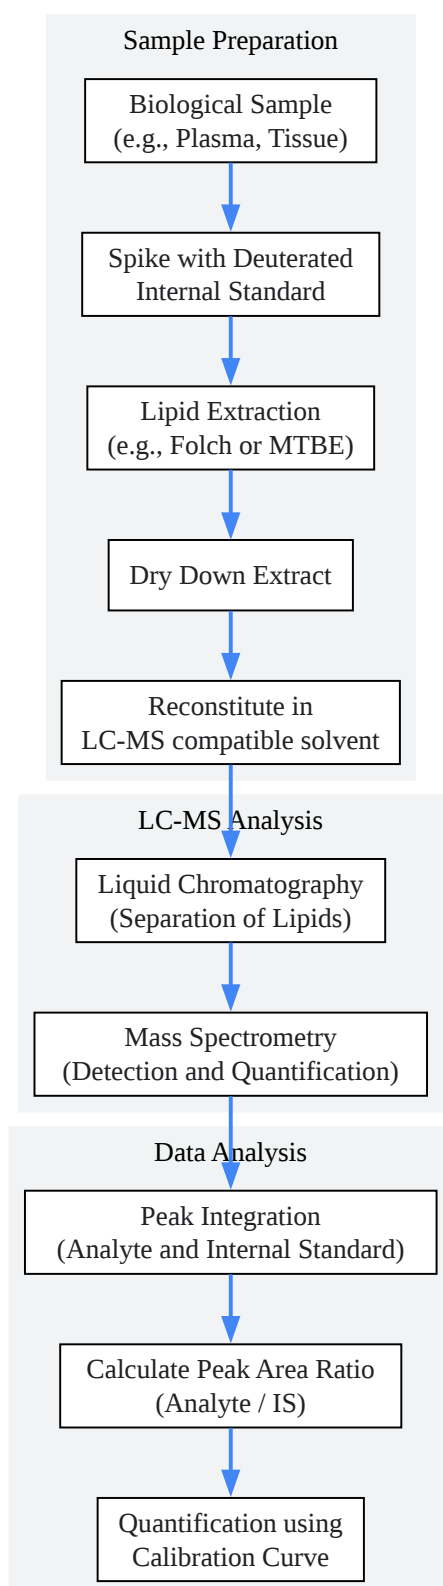 Sample Preparation
Biological Sample
(e.g., Plasma, Tissue)
Spike with Deuterated
Internal Standard
Lipid Extraction
(e.g., Folch or MTBE)
Dry Down Extract
Reconstitute in
LC-MS compatible solvent
LC-MS Analysis
Liquid Chromatography
(Separation of Lipids)
Mass Spectrometry
(Detection and Quantification)
Data Analysis
Peak Integration
(Analyte and Internal Standard)
Calculate Peak Area Ratio
(Analyte / IS)
Quantification using
Calibration Curve